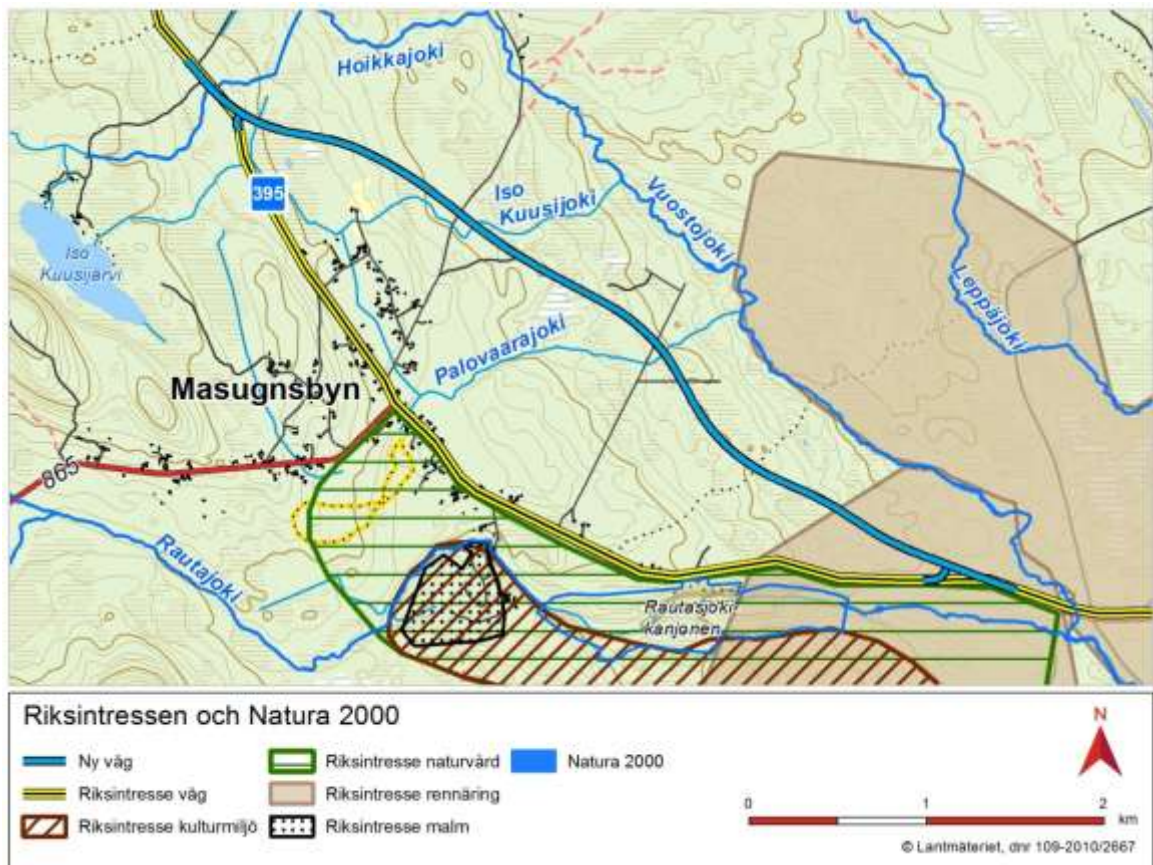 Hoikkajoki
395
Iso
Kuusijoki
Vuostojoki
Iso
Kuusijärvi
Leppäjoki
Palovaarajoki
Masugnsbyn
865
Rautajoki
Rautasjoki
kanjonen
Riksintressen och Natura 2000
Ny väg
Riksintresse väg
Riksintresse kulturmiljö
Riksintresse naturvård
Riksintresse rennäring
Riksintresse malm
Natura 2000
N
0 1 2
km
© Lantmäteriet, dnr 109-2010/2667